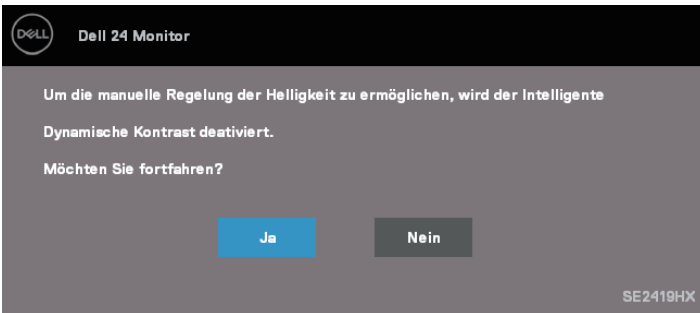 DELL
Dell 24 Monitor
Um die manuelle Regelung der Helligkeit zu ermöglichen, wird der Intelligente
Dynamische Kontrast deativiert.
Möchten Sie fortfahren?
Ja
Nein
SE2419HX